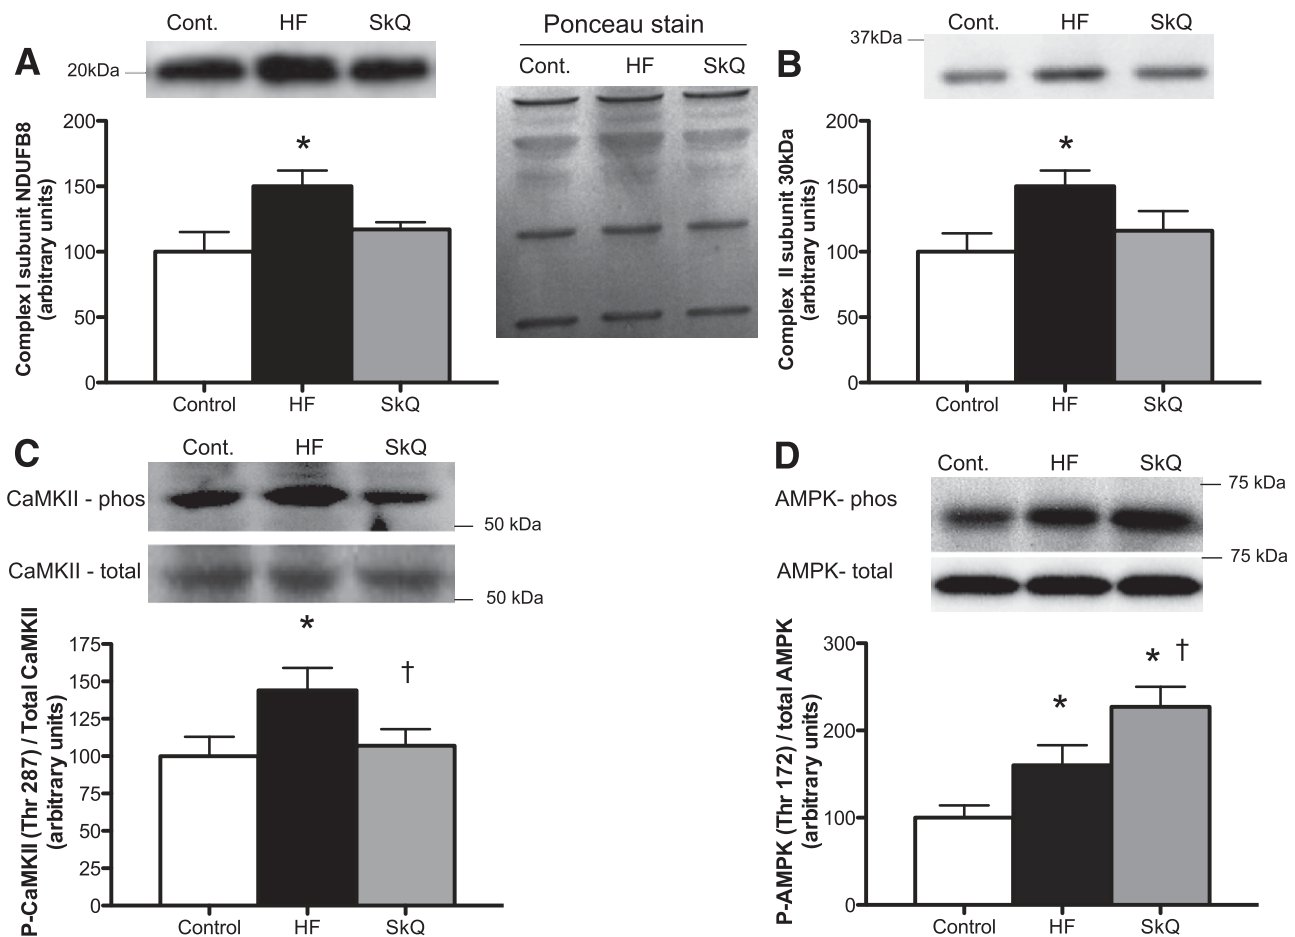 A
Cont. HF SkQ
20kDa
Complex I subunit NDUFB8
(arbitrary units)
200
150
100
50
0
*
Control HF SkQ
Ponceau stain
Cont. HF SkQ
B
Cont. HF SkQ
37kDa
Complex II subunit 30kDa
(arbitrary units)
200
150
100
50
0
*
Control HF SkQ
C
Cont. HF SkQ
CaMKII - phos
50 kDa
CaMKII - total
50 kDa
P-CaMKII (Thr 287) / Total CaMKII
(arbitrary units)
175
150
125
100
75
50
25
0
*
†
Control HF SkQ
D
Cont. HF SkQ
75 kDa
AMPK- phos
75 kDa
AMPK- total
P-AMPK (Thr 172) / total AMPK
(arbitrary units)
300
200
100
0
*
* †
Control HF SkQ